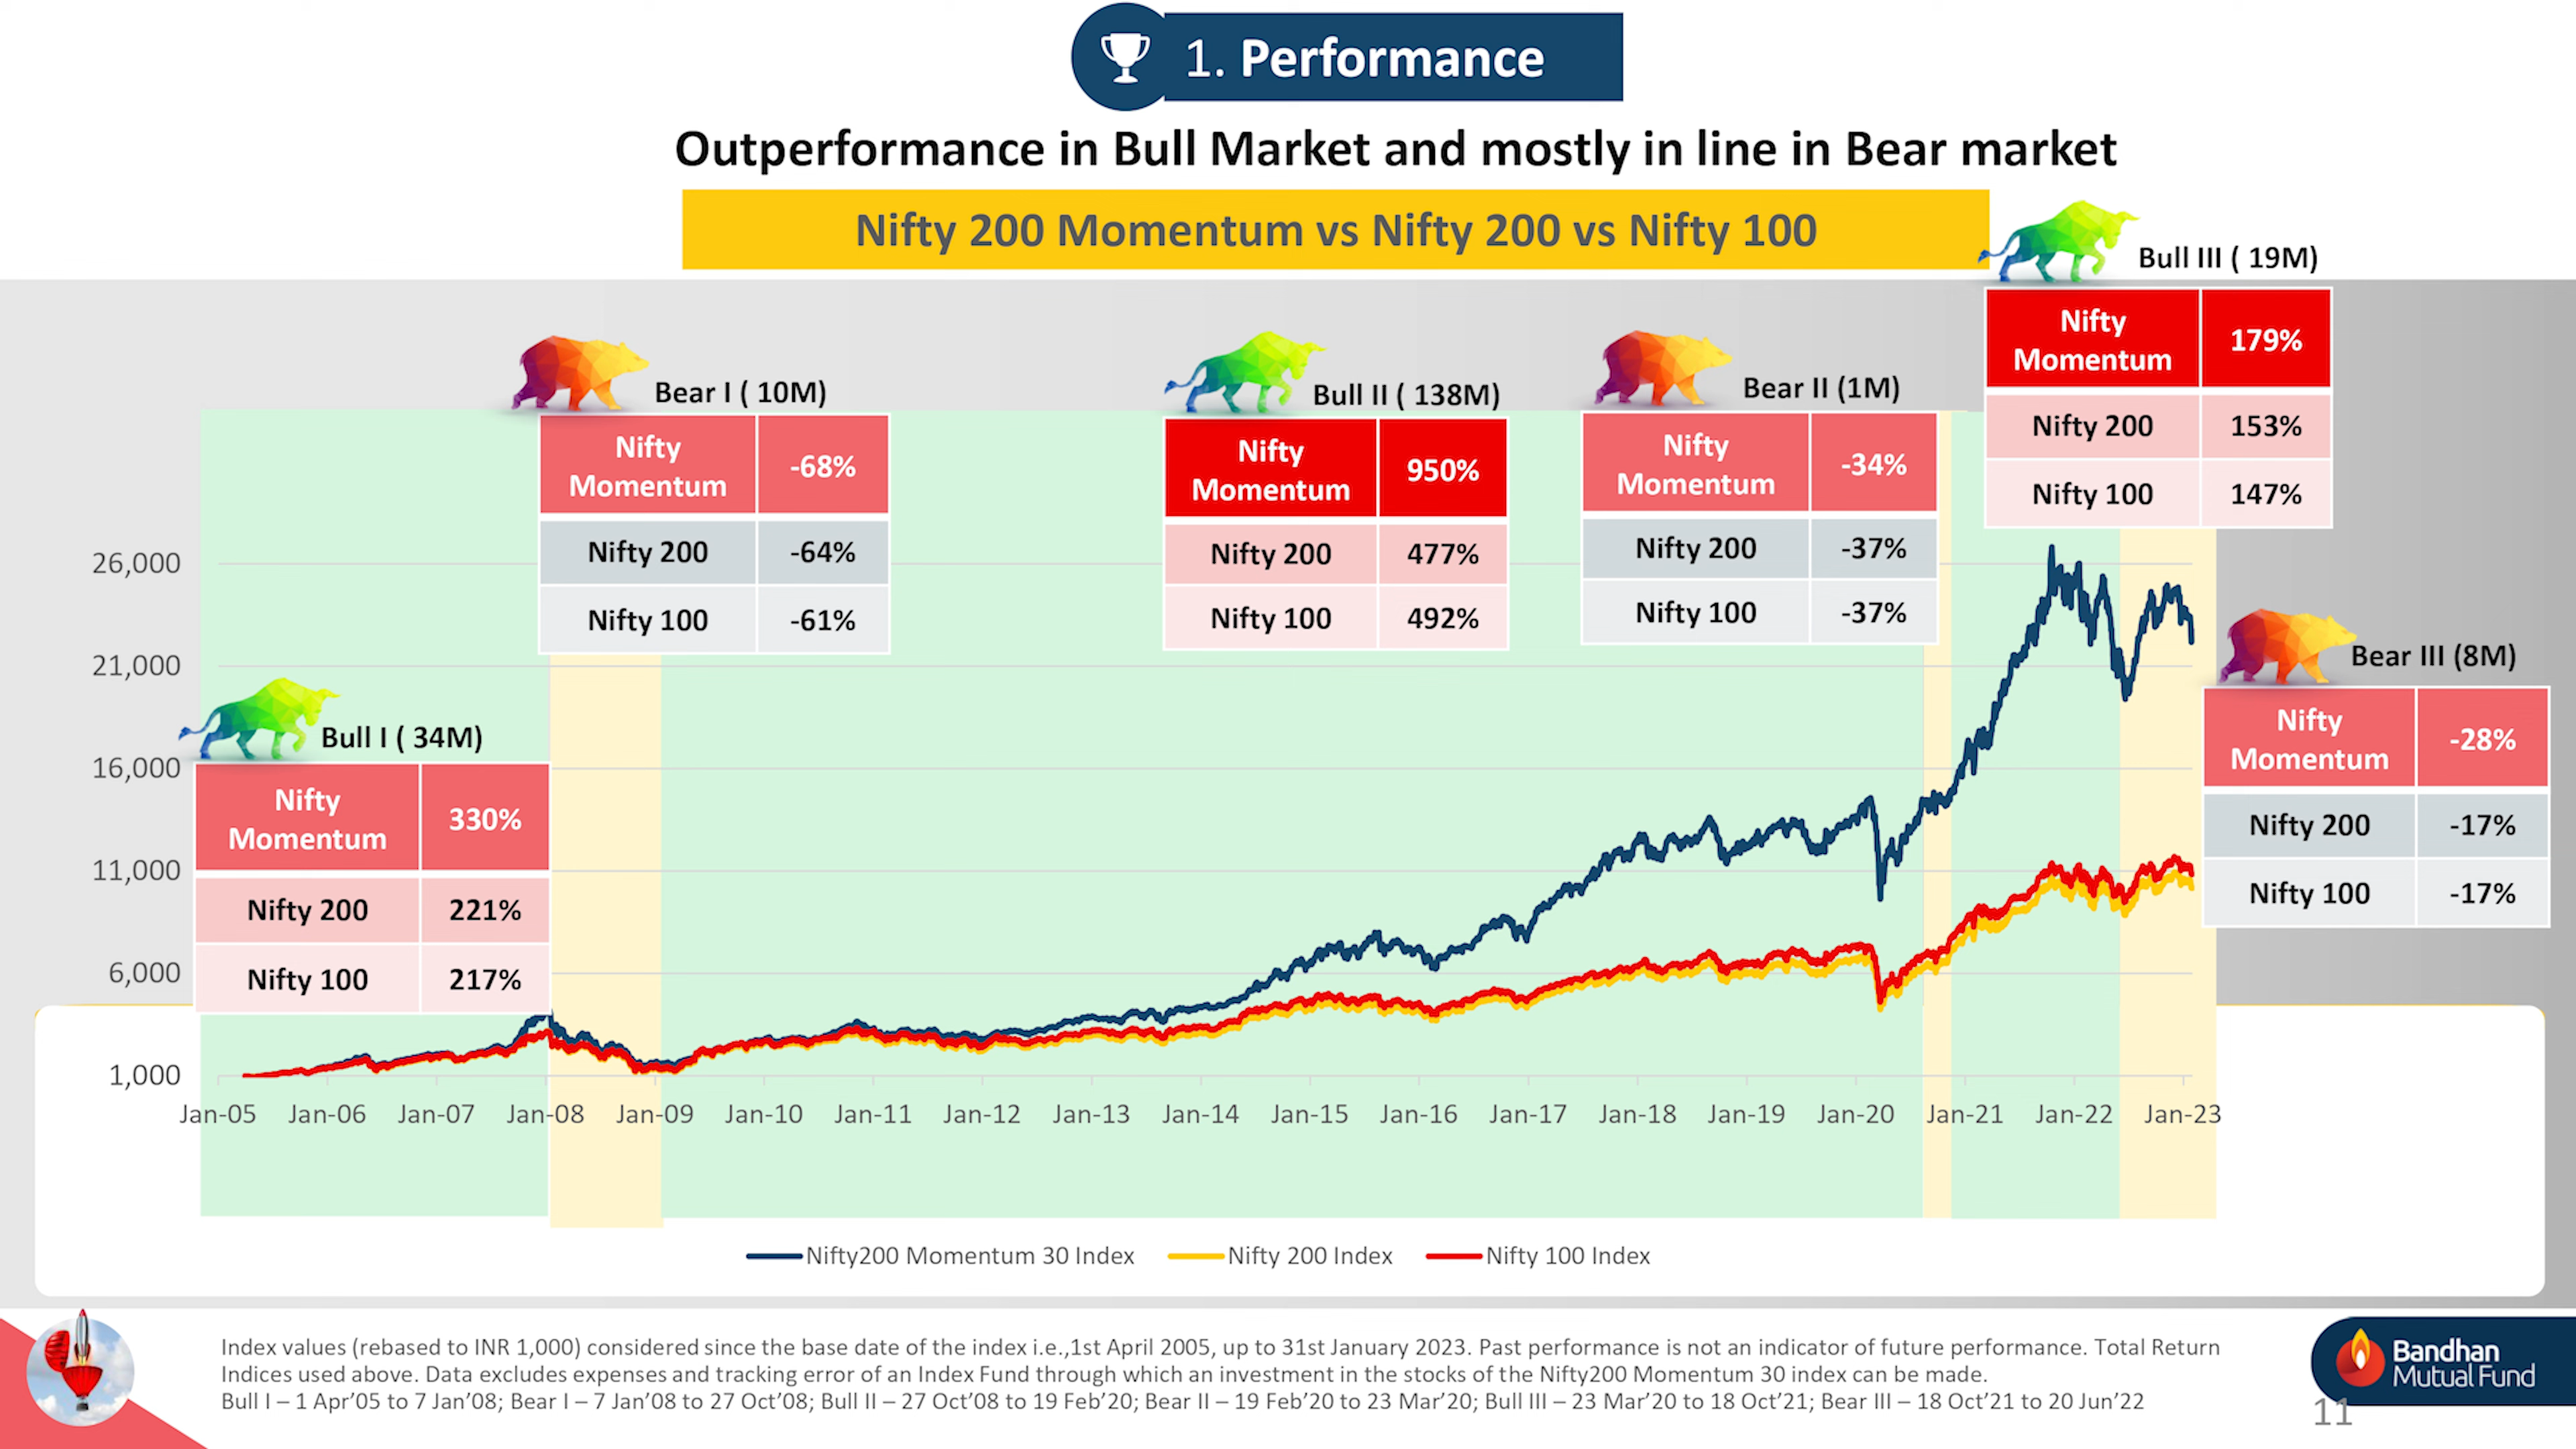 1. Performance
Outperformance in Bull Market and mostly in line in Bear market
Nifty 200 Momentum vs Nifty 200 vs Nifty 100
Bull III ( 19M)
Nifty
Momentum
179%
Nifty 200 153%
Nifty 100 147%
Bear I ( 10M)
Nifty
Momentum
-68%
Nifty 200 -64%
Nifty 100 -61%
Bull II ( 138M)
Nifty
Momentum
950%
Nifty 200 477%
Nifty 100 492%
Bear II (1M)
Nifty
Momentum
-34%
Nifty 200 -37%
Nifty 100 -37%
Bear III (8M)
Nifty
Momentum
-28%
Nifty 200 -17%
Nifty 100 -17%
Bull I ( 34M)
Nifty
Momentum
330%
Nifty 200 221%
Nifty 100 217%
26,000
21,000
16,000
11,000
6,000
1,000
Jan-05 Jan-06 Jan-07 Jan-08 Jan-09 Jan-10 Jan-11 Jan-12 Jan-13 Jan-14 Jan-15 Jan-16 Jan-17 Jan-18 Jan-19 Jan-20 Jan-21 Jan-22 Jan-23
Nifty200 Momentum 30 Index Nifty 200 Index Nifty 100 Index
Index values (rebased to INR 1,000) considered since the base date of the index i.e.,1st April 2005, up to 31st January 2023. Past performance is not an indicator of future performance. Total Return
Indices used above. Data excludes expenses and tracking error of an Index Fund through which an investment in the stocks of the Nifty200 Momentum 30 index can be made.
Bull I – 1 Apr’05 to 7 Jan’08; Bear I – 7 Jan’08 to 27 Oct’08; Bull II – 27 Oct’08 to 19 Feb’20; Bear II – 19 Feb’20 to 23 Mar’20; Bull III – 23 Mar’20 to 18 Oct’21; Bear III – 18 Oct’21 to 20 Jun’22
Bandhan
Mutual Fund
11